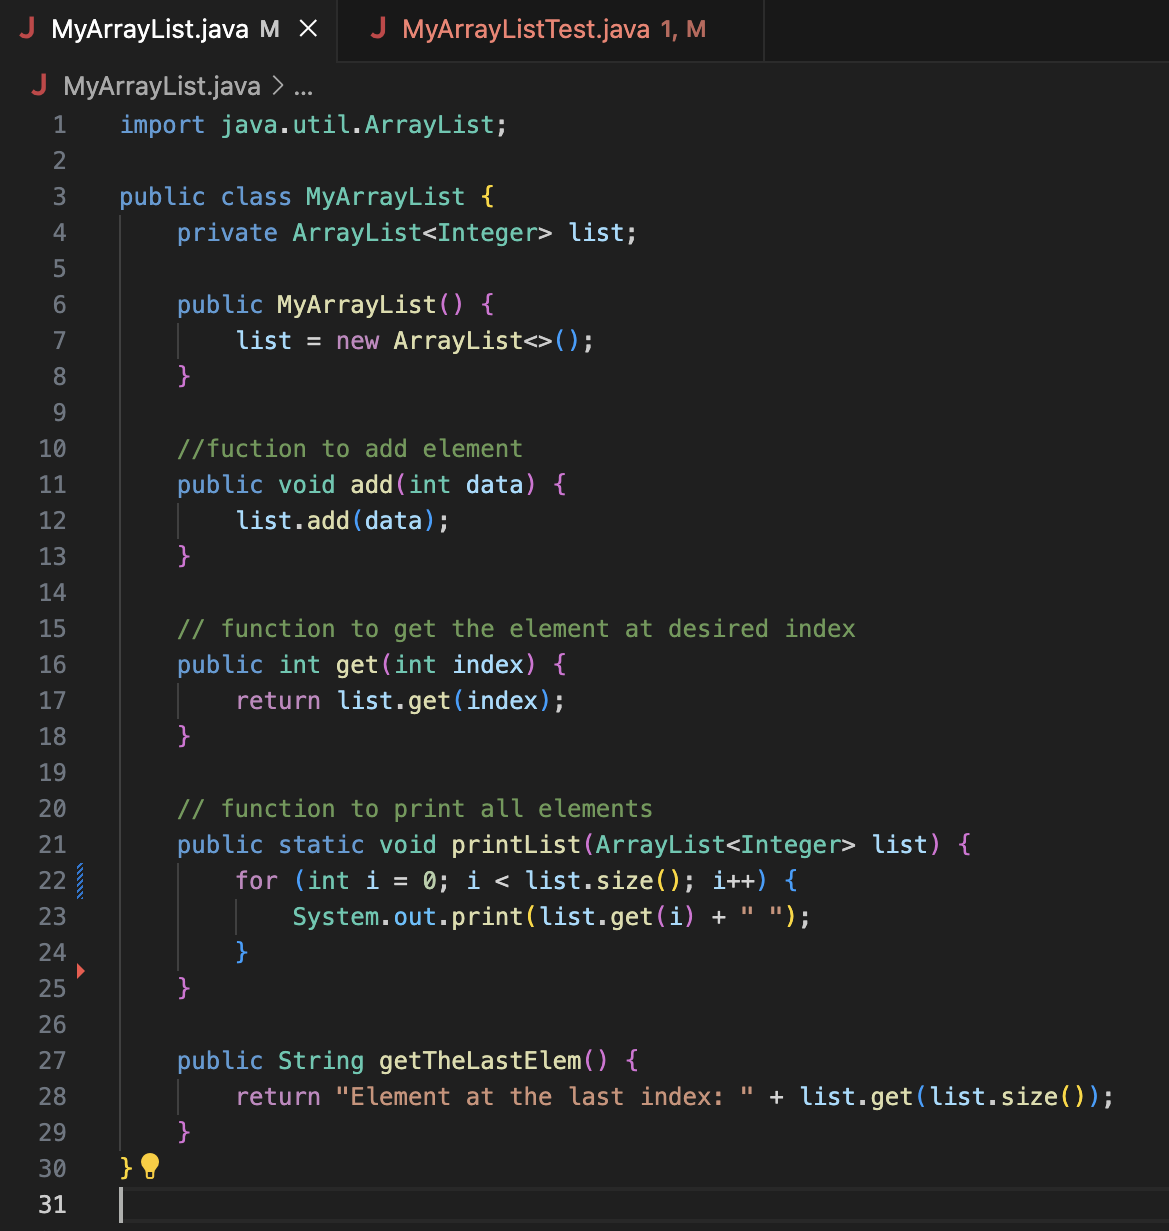 J MyArrayList.java M ×
J MyArrayListTest.java 1, M
J MyArrayList.java > ...
1 import java.util.ArrayList;
2
3 public class MyArrayList {
4     private ArrayList<Integer> list;
5
6     public MyArrayList() {
7         list = new ArrayList<>();
8     }
9
10     //fuction to add element
11     public void add(int data) {
12         list.add(data);
13     }
14
15     // function to get the element at desired index
16     public int get(int index) {
17         return list.get(index);
18     }
19
20     // function to print all elements
21     public static void printList(ArrayList<Integer> list) {
22         for (int i = 0; i < list.size(); i++) {
23             System.out.print(list.get(i) + " ");
24         }
25     }
26
27     public String getTheLastElem() {
28         return "Element at the last index: " + list.get(list.size());
29     }
30 }
31